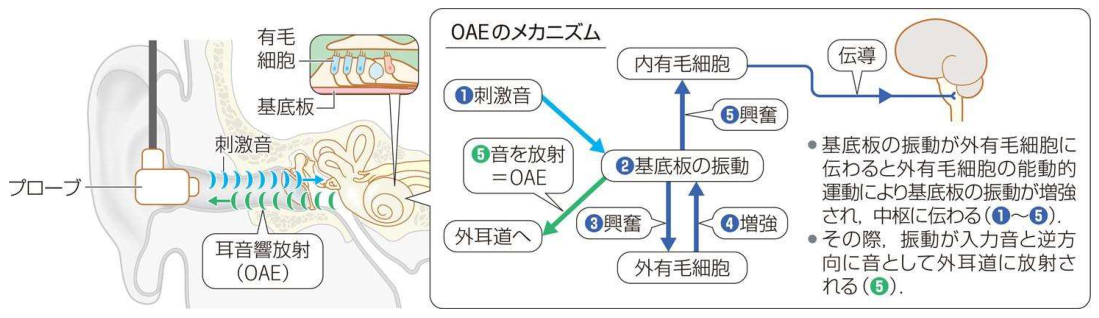 有毛
細胞
基底板
刺激音
プローブ
耳音響放射
(OAE)
OAEのメカニズム
❶刺激音
❺音を放射
＝OAE
外耳道へ
内有毛細胞
❺興奮
❷基底板の振動
❸興奮
❹増強
外有毛細胞
伝導
●基底板の振動が外有毛細胞に
伝わると外有毛細胞の能動的
運動により基底板の振動が増強
され，中枢に伝わる(❶〜❺).
●その際，振動が入力音と逆方
向に音として外耳道に放射さ
れる(❺).